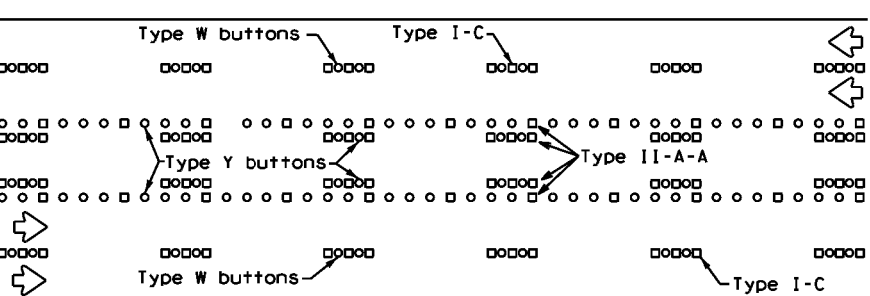 Type W buttons
Type I-C
Type Y buttons
Type II-A-A
Type W buttons
Type I-C